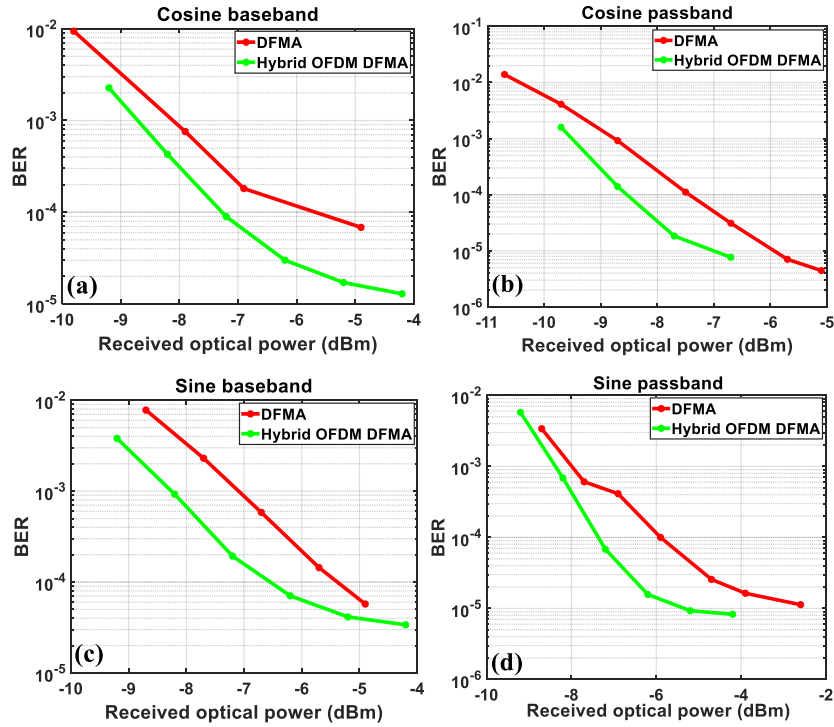 Cosine baseband
10^-2
10^-3
10^-4
10^-5
BER
DFMA
Hybrid OFDM DFMA
(a)
-10 -9 -8 -7 -6 -5 -4
Received optical power (dBm)
Cosine passband
10^-1
10^-2
10^-3
10^-4
10^-5
10^-6
BER
DFMA
Hybrid OFDM DFMA
(b)
-11 -10 -9 -8 -7 -6 -5
Received optical power (dBm)
Sine baseband
10^-2
10^-3
10^-4
10^-5
BER
DFMA
Hybrid OFDM DFMA
(c)
-10 -9 -8 -7 -6 -5 -4
Received optical power (dBm)
Sine passband
10^-2
10^-3
10^-4
10^-5
10^-6
BER
DFMA
Hybrid OFDM DFMA
(d)
-10 -8 -6 -4 -2
Received optical power (dBm)